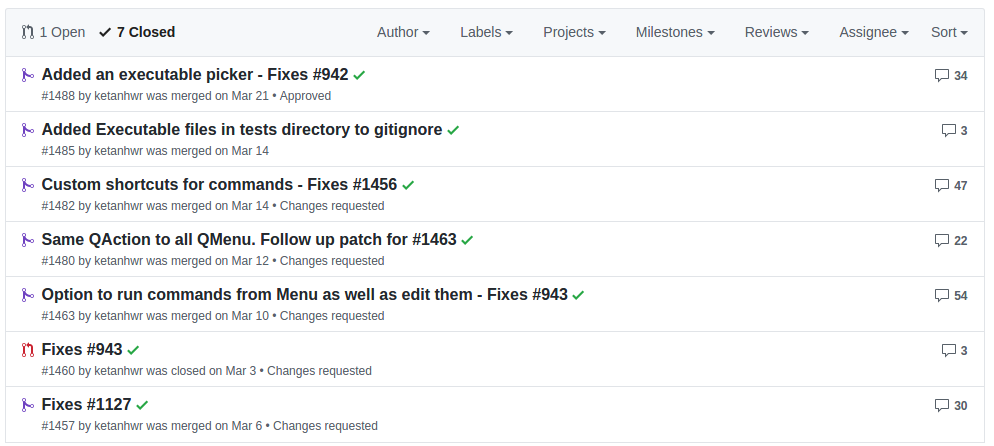 1 Open 7 Closed Author Labels Projects Milestones Reviews Assignee Sort
Added an executable picker - Fixes #942 34
#1488 by ketanhwr was merged on Mar 21 • Approved
Added Executable files in tests directory to gitignore 3
#1485 by ketanhwr was merged on Mar 14
Custom shortcuts for commands - Fixes #1456 47
#1482 by ketanhwr was merged on Mar 14 • Changes requested
Same QAction to all QMenu. Follow up patch for #1463 22
#1480 by ketanhwr was merged on Mar 12 • Changes requested
Option to run commands from Menu as well as edit them - Fixes #943 54
#1463 by ketanhwr was merged on Mar 10 • Changes requested
Fixes #943 3
#1460 by ketanhwr was closed on Mar 3 • Changes requested
Fixes #1127 30
#1457 by ketanhwr was merged on Mar 6 • Changes requested